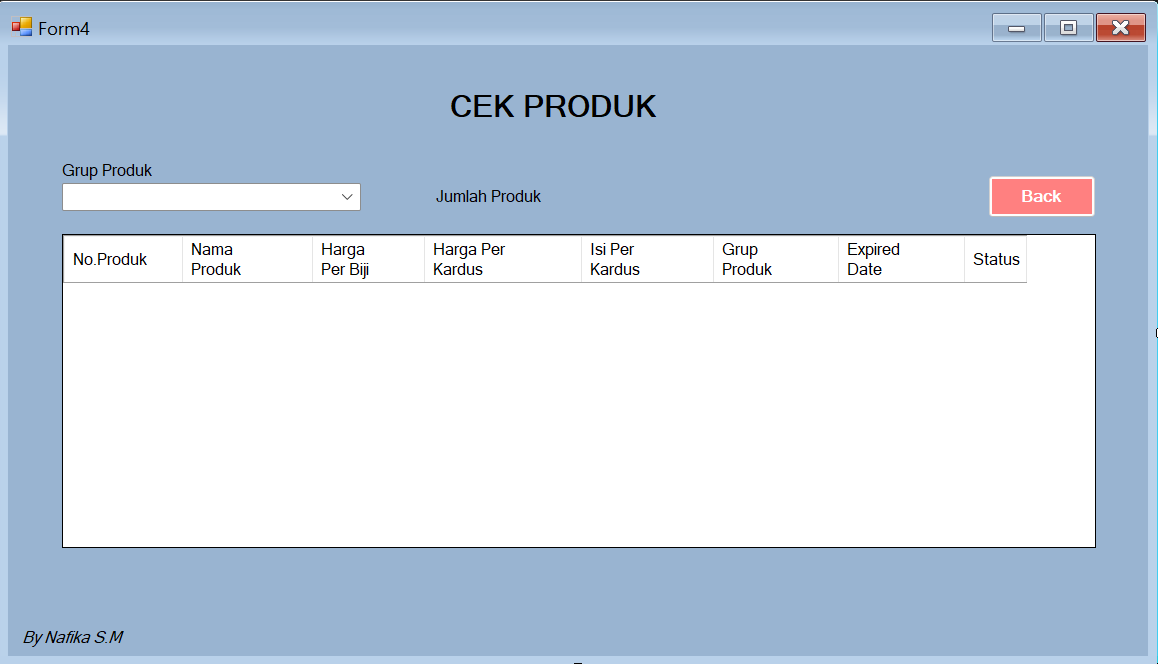 Form4
CEK PRODUK
Grup Produk
Jumlah Produk
Back
No.Produk
Nama
Produk
Harga
Per Biji
Harga Per
Kardus
Isi Per
Kardus
Grup
Produk
Expired
Date
Status
By Nafika S.M